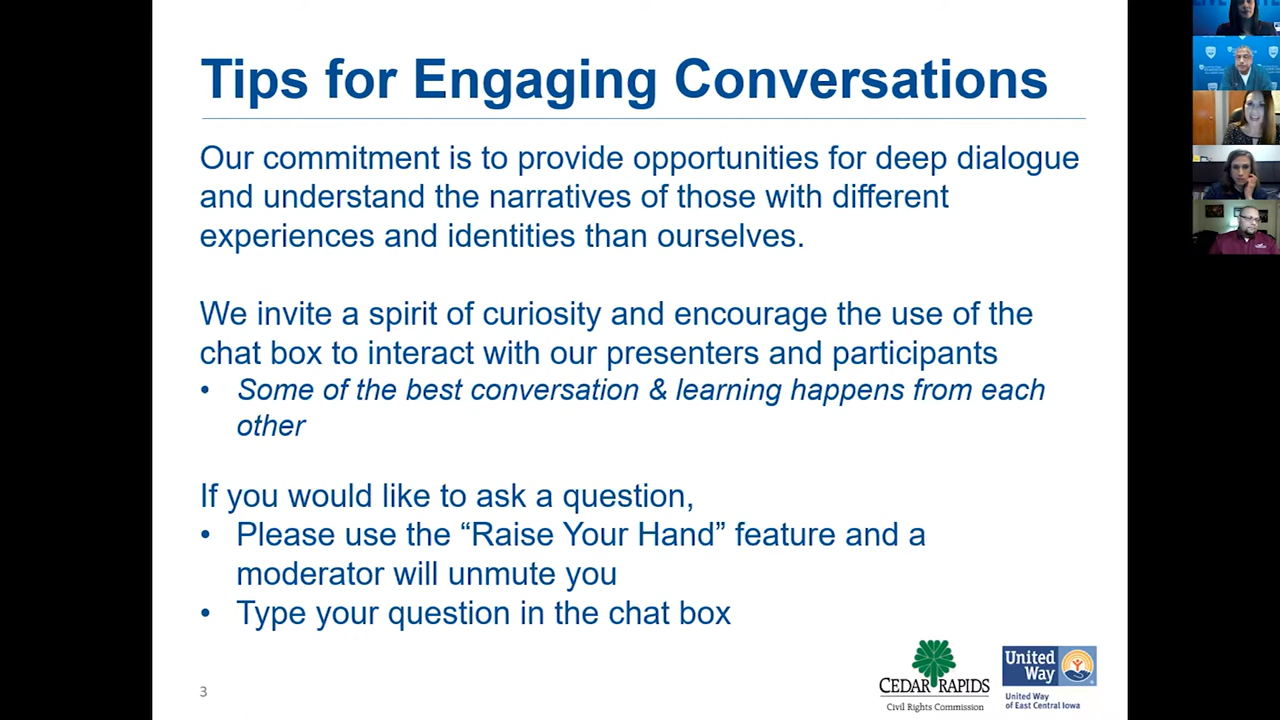 Tips for Engaging Conversations
Our commitment is to provide opportunities for deep dialogue
and understand the narratives of those with different
experiences and identities than ourselves.
We invite a spirit of curiosity and encourage the use of the
chat box to interact with our presenters and participants
• Some of the best conversation & learning happens from each
other
If you would like to ask a question,
• Please use the “Raise Your Hand” feature and a
moderator will unmute you
• Type your question in the chat box
3
CEDAR RAPIDS
Civil Rights Commission
United
Way
United Way
of East Central Iowa